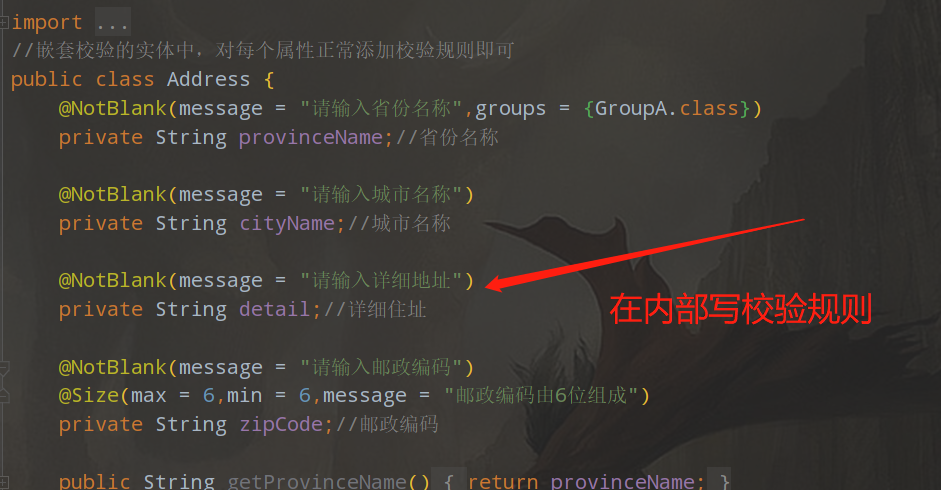 import ...
//嵌套校验的实体中，对每个属性正常添加校验规则即可
public class Address {
@NotBlank(message = "请输入省份名称",groups = {GroupA.class})
private String provinceName;//省份名称
@NotBlank(message = "请输入城市名称")
private String cityName;//城市名称
@NotBlank(message = "请输入详细地址")
private String detail;//详细住址
在内部写校验规则
@NotBlank(message = "请输入邮政编码")
@Size(max = 6,min = 6,message = "邮政编码由6位组成")
private String zipCode;//邮政编码
public String getProvinceName() { return provinceName; }